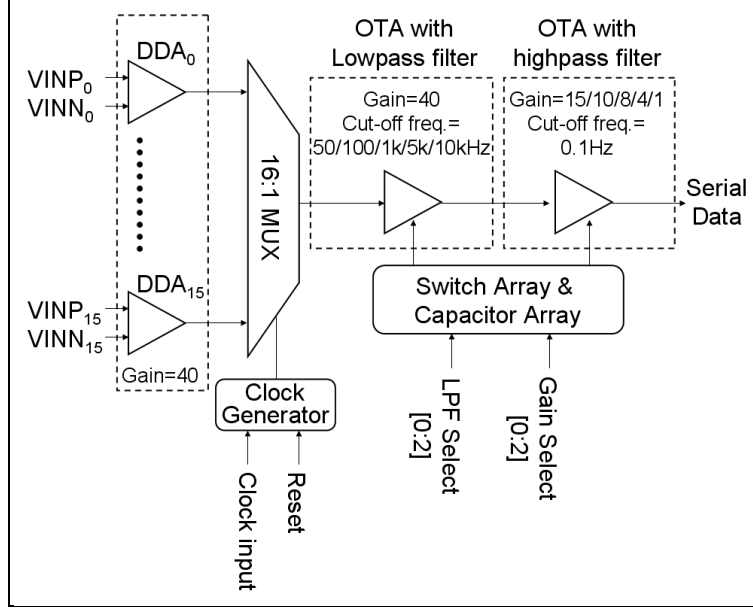 DDA0
VINP0
VINN0
DDA15
VINP15
VINN15
Gain=40
16:1 MUX
Clock
Generator
Clock input
Reset
OTA with
Lowpass filter
Gain=40
Cut-off freq.=
50/100/1k/5k/10kHz
OTA with
highpass filter
Gain=15/10/8/4/1
Cut-off freq.=
0.1Hz
Serial
Data
Switch Array &
Capacitor Array
LPF Select
[0:2]
Gain Select
[0:2]